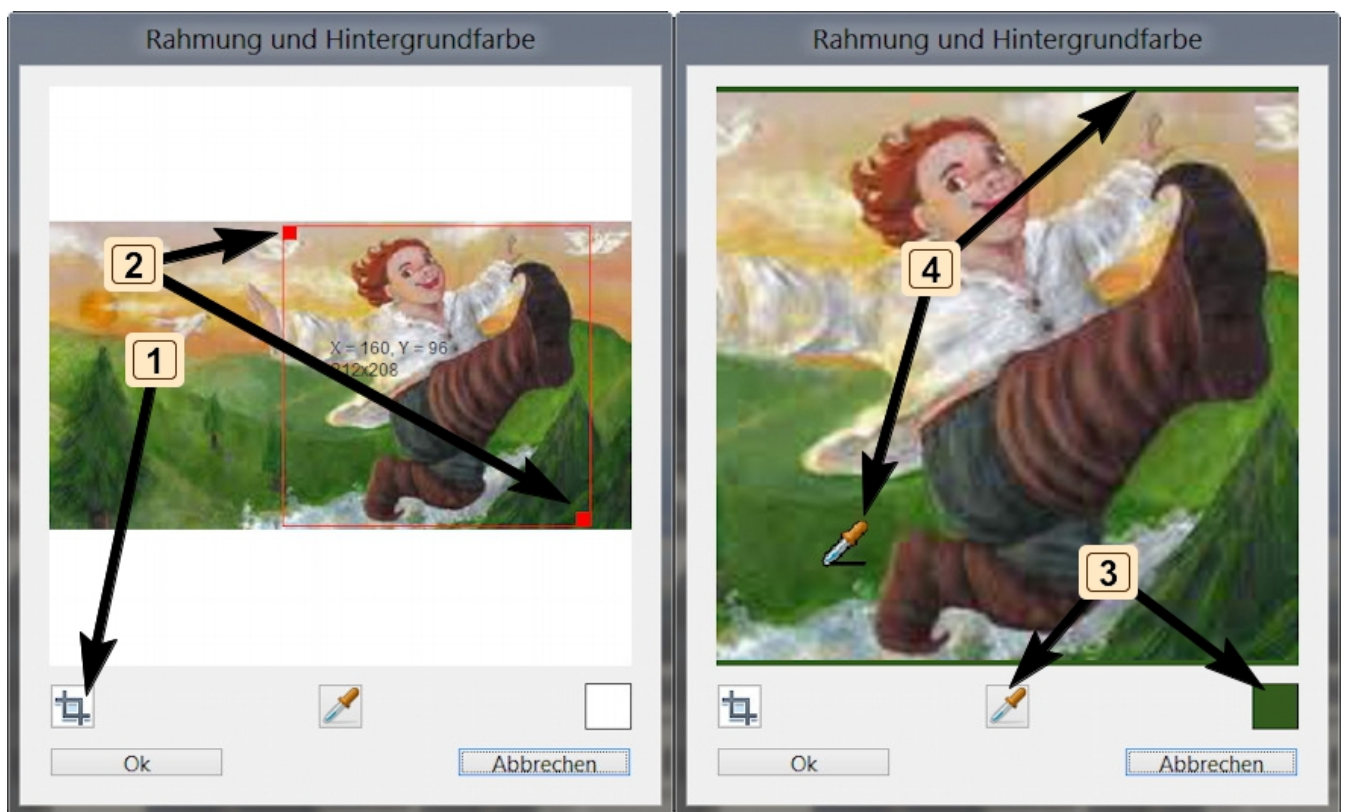 Rahmung und Hintergrundfarbe
2
1
X = 160, Y = 96
212x208
Ok
Abbrechen
Rahmung und Hintergrundfarbe
4
3
Ok
Abbrechen